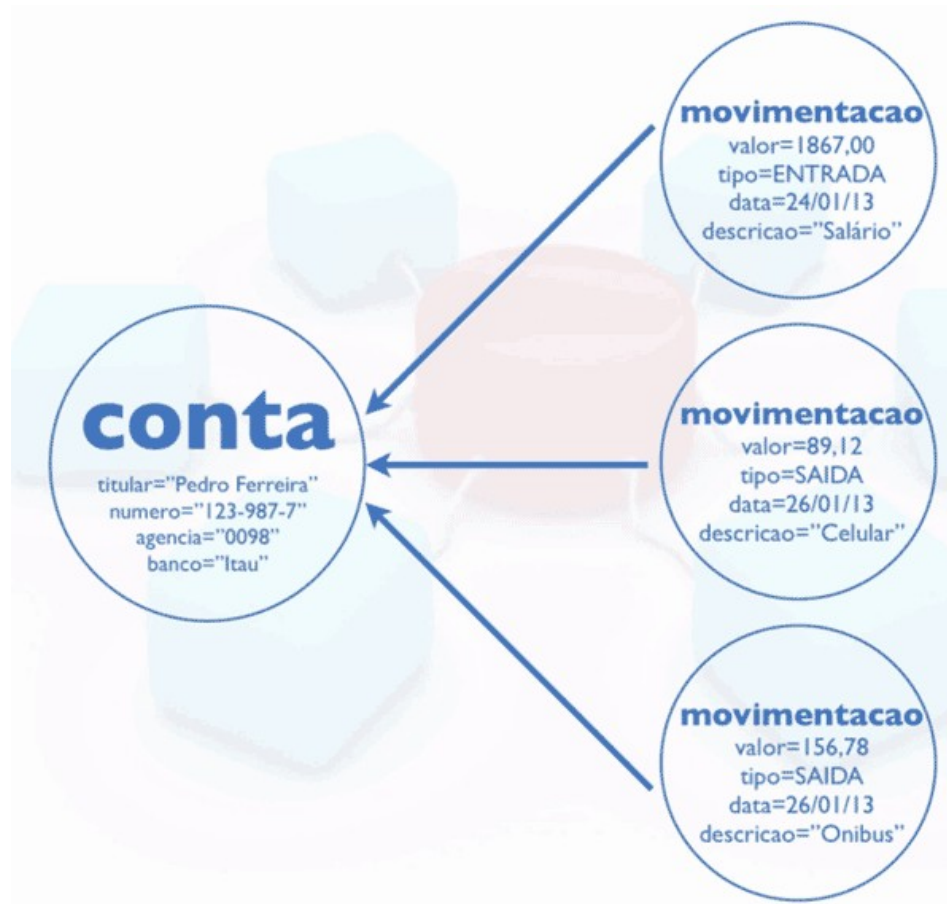 conta
titular=”Pedro Ferreira”
numero=”123-987-7”
agencia=”0098”
banco=”Itau”
movimentacao
valor=1867,00
tipo=ENTRADA
data=24/01/13
descricao=”Salário”
movimentacao
valor=89,12
tipo=SAIDA
data=26/01/13
descricao=”Celular”
movimentacao
valor=156,78
tipo=SAIDA
data=26/01/13
descricao=”Onibus”